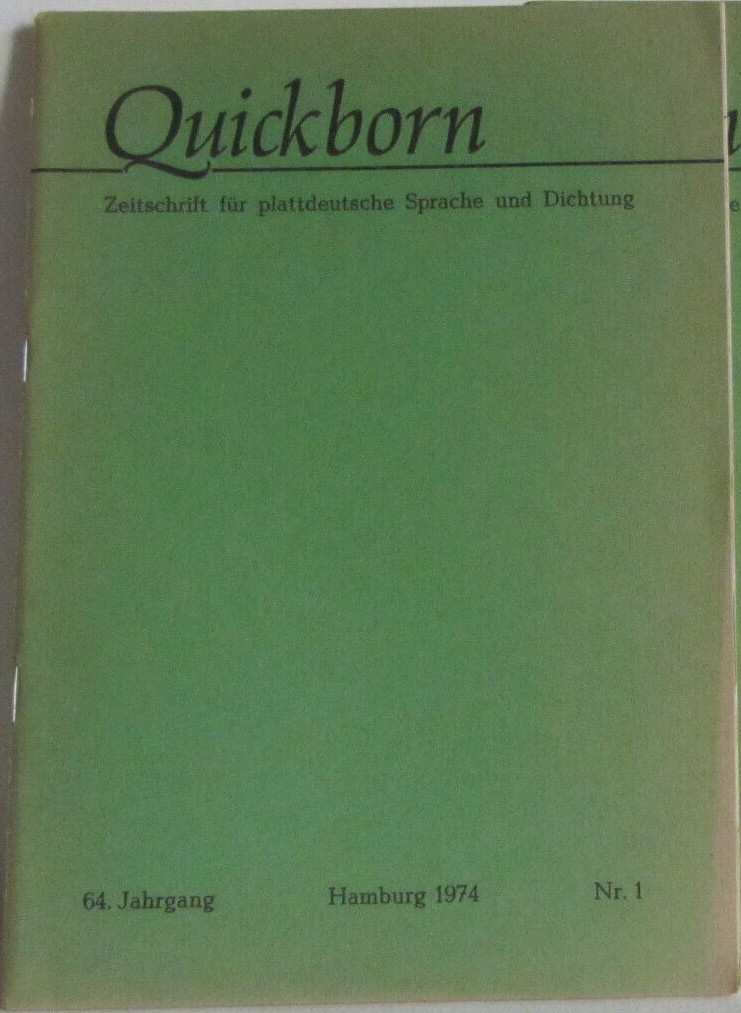 Quickborn
Zeitschrift für plattdeutsche Sprache und Dichtung
64. Jahrgang Hamburg 1974 Nr. 1